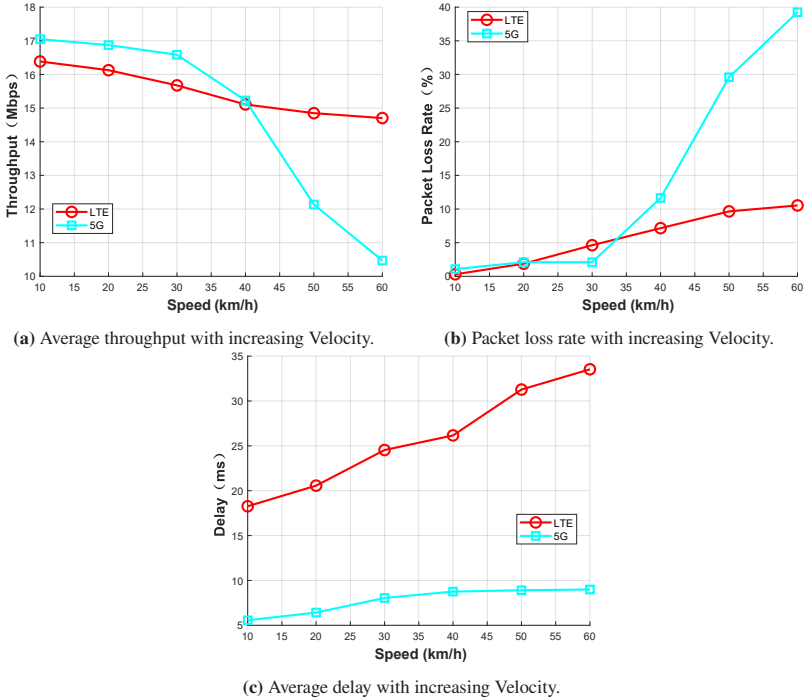 18
17
16
15
14
13
12
11
10
Throughput (Mbps)
LTE
5G
10 15 20 25 30 35 40 45 50 55 60
Speed (km/h)
(a) Average throughput with increasing Velocity.
40
35
30
25
20
15
10
5
0
Packet Loss Rate (%)
LTE
5G
10 15 20 25 30 35 40 45 50 55 60
Speed (km/h)
(b) Packet loss rate with increasing Velocity.
35
30
25
20
15
10
5
Delay (ms)
LTE
5G
10 15 20 25 30 35 40 45 50 55 60
Speed (km/h)
(c) Average delay with increasing Velocity.